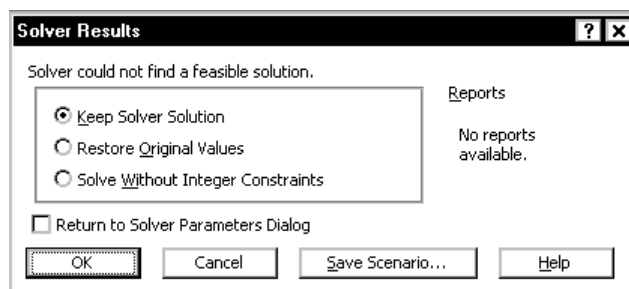 Solver Results
Solver could not find a feasible solution.
Keep Solver Solution
Restore Original Values
Solve Without Integer Constraints
Reports
No reports
available.
Return to Solver Parameters Dialog
OK Cancel Save Scenario... Help